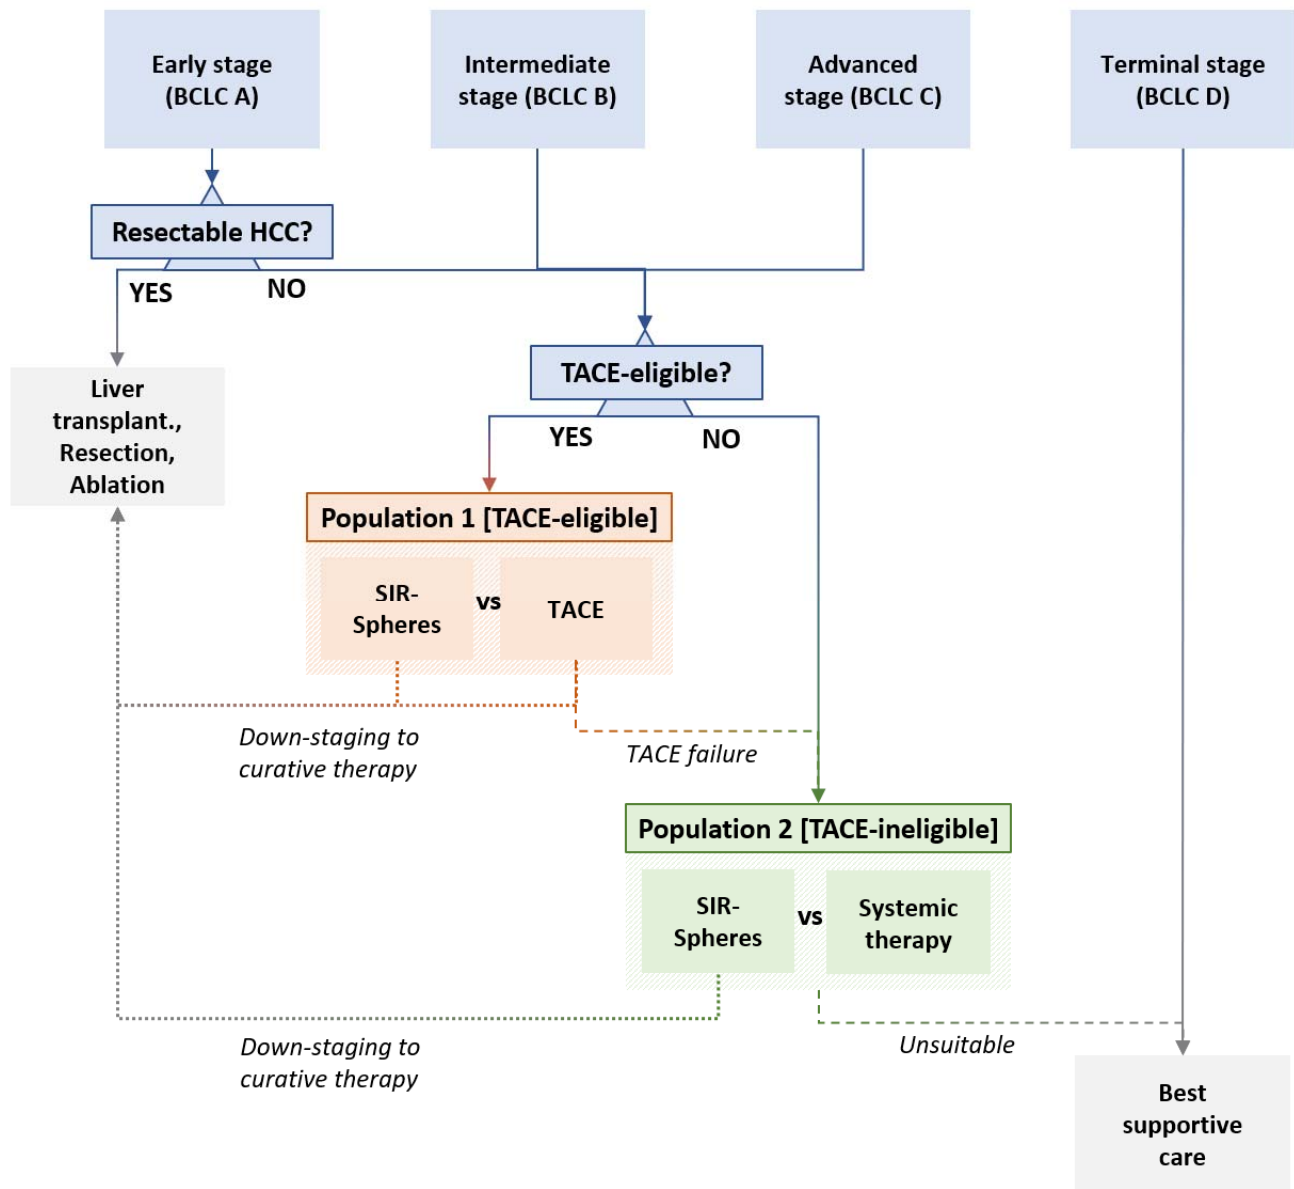 Early stage
(BCLC A)
Intermediate
stage (BCLC B)
Advanced
stage (BCLC C)
Terminal stage
(BCLC D)
Resectable HCC?
YES
NO
Liver
transplant.,
Resection,
Ablation
TACE-eligible?
YES
NO
Population 1 [TACE-eligible]
SIR-
Spheres
vs
TACE
Down-staging to
curative therapy
TACE failure
Population 2 [TACE-ineligible]
SIR-
Spheres
vs
Systemic
therapy
Down-staging to
curative therapy
Unsuitable
Best
supportive
care